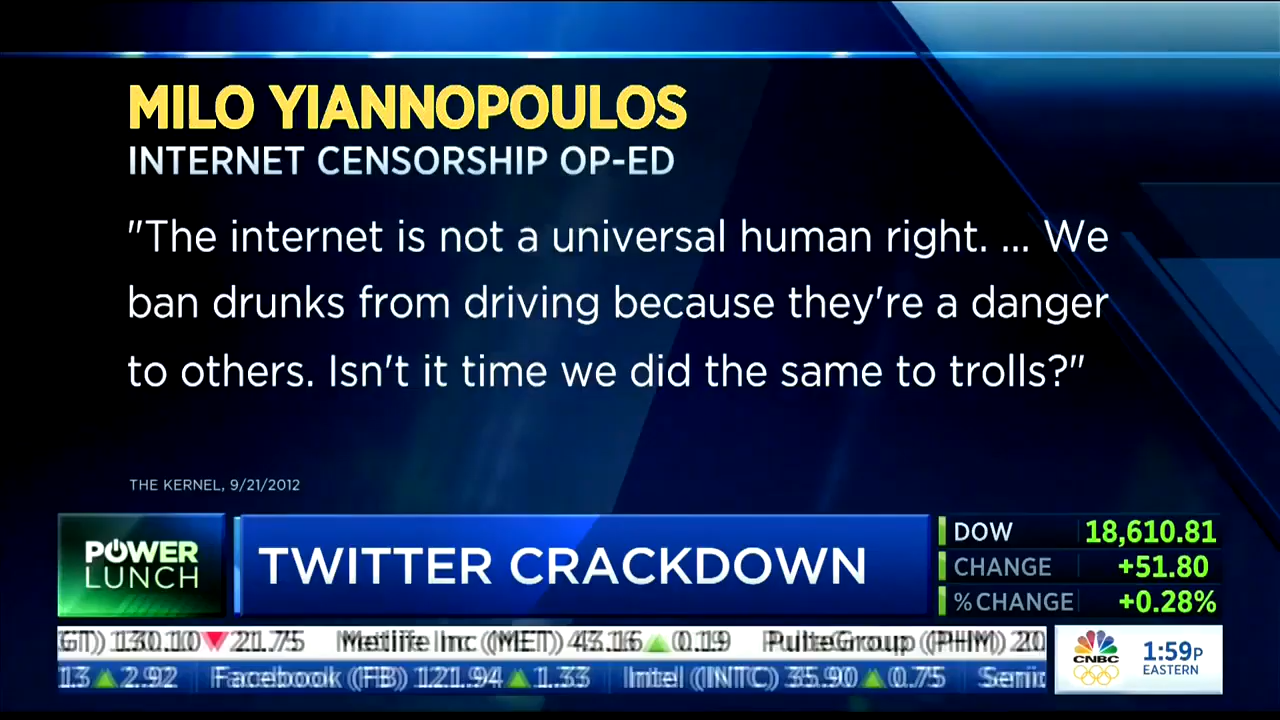 MILO YIANNOPOULOS
INTERNET CENSORSHIP OP-ED
"The internet is not a universal human right. ... We
ban drunks from driving because they're a danger
to others. Isn't it time we did the same to trolls?"
THE KERNEL, 9/21/2012
POWER
LUNCH
TWITTER CRACKDOWN
DOW 18,610.81
CHANGE +51.80
% CHANGE +0.28%
GT) 130.10 ▼ 21.75 Metlife Inc (MET) 43.16 ▲ 0.19 PulteGroup (PHM) 20
13 ▲ 2.92 Facebook (FB) 121.94 ▲ 1.33 Intel (INTC) 35.90 ▲ 0.75
CNBC
1:59P
EASTERN